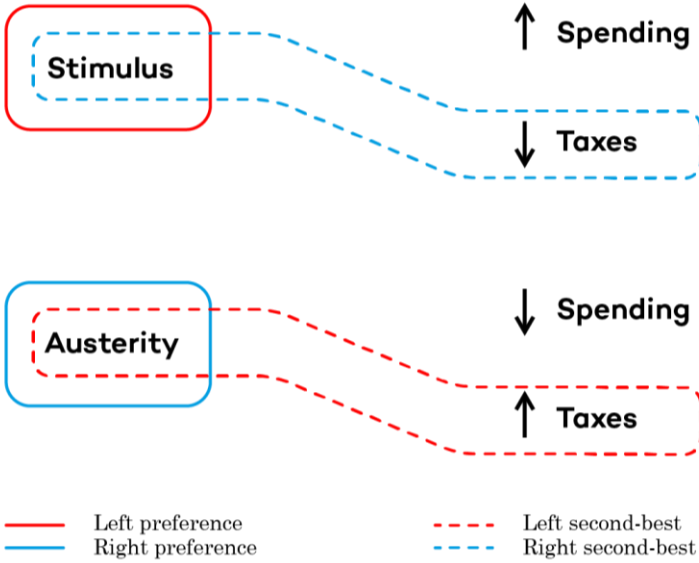 Spending
Stimulus
Taxes
Spending
Austerity
Taxes
Left preference
Right preference
Left second-best
Right second-best